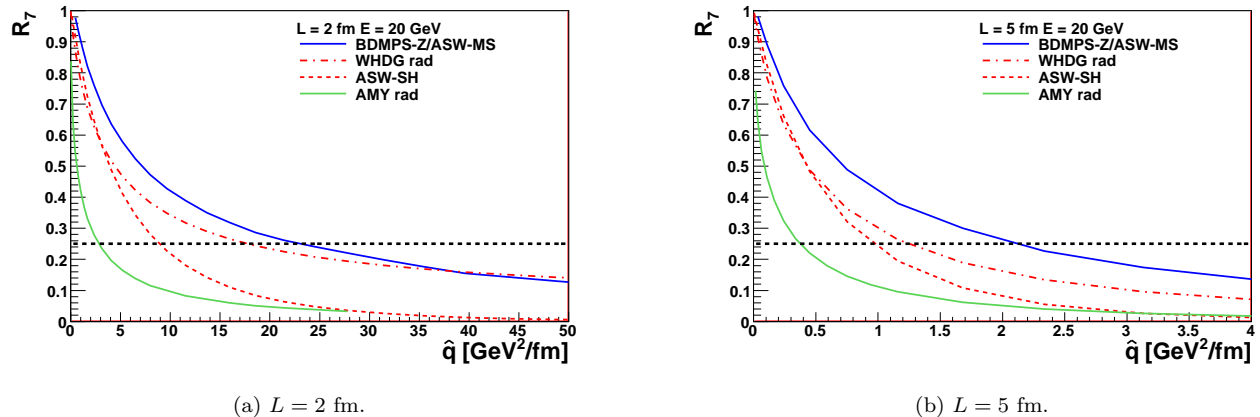 R₇
1
0.9
0.8
0.7
0.6
0.5
0.4
0.3
0.2
0.1
0
L = 2 fm E = 20 GeV
BDMPS-Z/ASW-MS
WHDG rad
ASW-SH
AMY rad
0 5 10 15 20 25 30 35 40 45 50
q̂ [GeV²/fm]
(a) L = 2 fm.
R₇
1
0.9
0.8
0.7
0.6
0.5
0.4
0.3
0.2
0.1
0
L = 5 fm E = 20 GeV
BDMPS-Z/ASW-MS
WHDG rad
ASW-SH
AMY rad
0 0.5 1 1.5 2 2.5 3 3.5 4
q̂ [GeV²/fm]
(b) L = 5 fm.